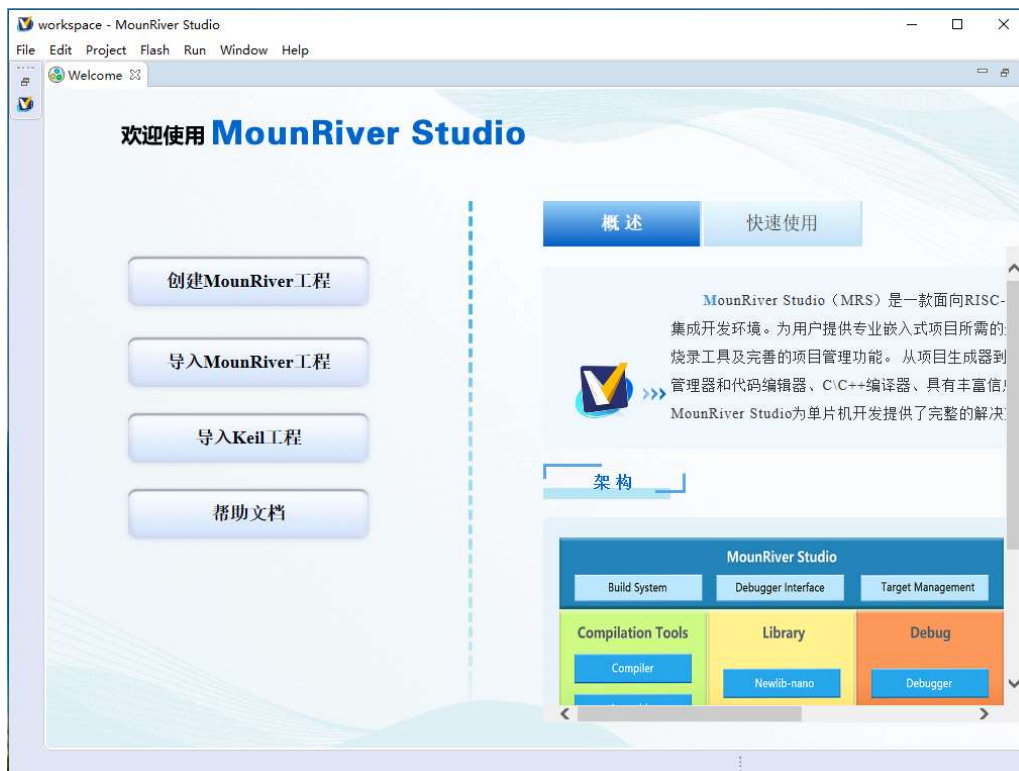 workspace - MounRiver Studio
File Edit Project Flash Run Window Help
Welcome
欢迎使用 MounRiver Studio
创建MounRiver工程
导入MounRiver工程
导入Keil工程
帮助文档
概 述 快速使用
MounRiver Studio（MRS）是一款面向RISC-
集成开发环境。为用户提供专业嵌入式项目所需的
烧录工具及完善的项目管理功能。 从项目生成器到
管理器和代码编辑器、C\C++编译器、具有丰富信
MounRiver Studio为单片机开发提供了完整的解决
架 构
MounRiver Studio
Build System Debugger Interface Target Management
Compilation Tools Library Debug
Compiler
Newlib-nano Debugger